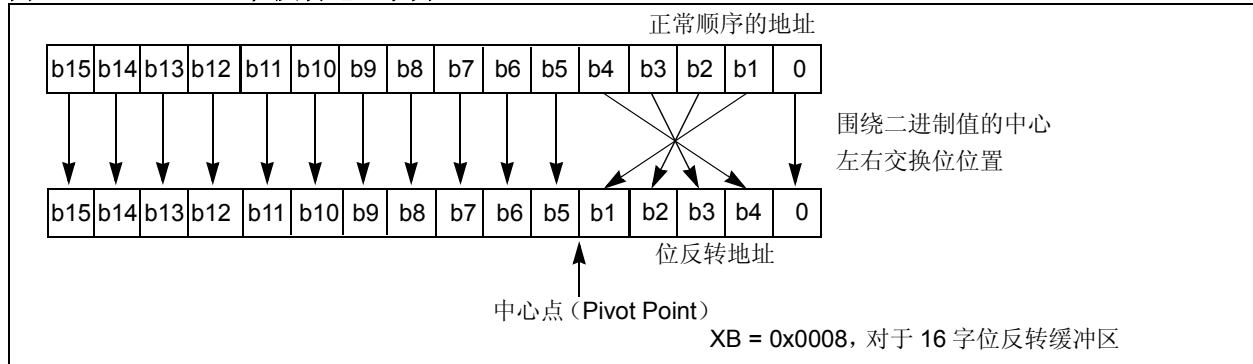 正常顺序的地址
b15 b14 b13 b12 b11 b10 b9 b8 b7 b6 b5 b4 b3 b2 b1 0
围绕二进制值的中心
左右交换位位置
b15 b14 b13 b12 b11 b10 b9 b8 b7 b6 b5 b1 b2 b3 b4 0
位反转地址
中心点（Pivot Point）
XB = 0x0008，对于 16 字位反转缓冲区